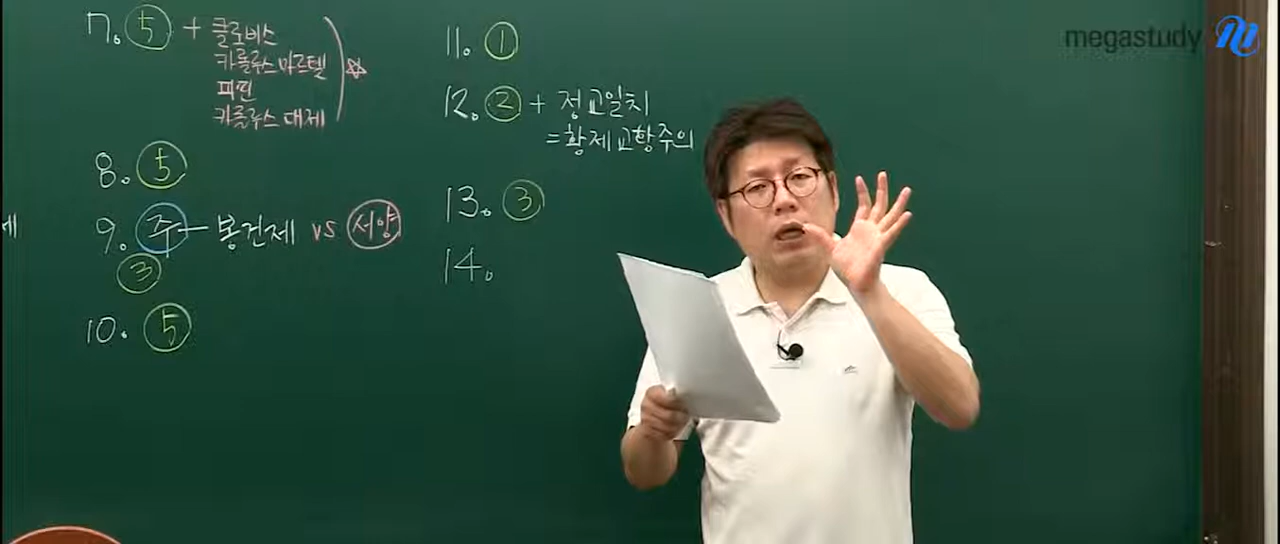 7. ⑤ + 클로비스
카롤루스 마르텔
피핀
카롤루스 대제
8. ⑤
9. 주 - 봉건제 vs 서양
③
10. ⑤
11. ①
12. ② + 정교일치
= 황제교황주의
13. ③
14.
제
megastudy